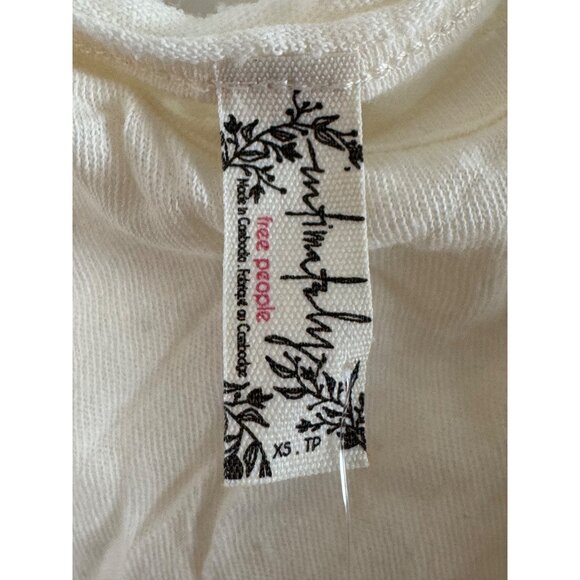 intimately
free people
Made in Cambodia . Fabriqué au Cambodge
XS . TP